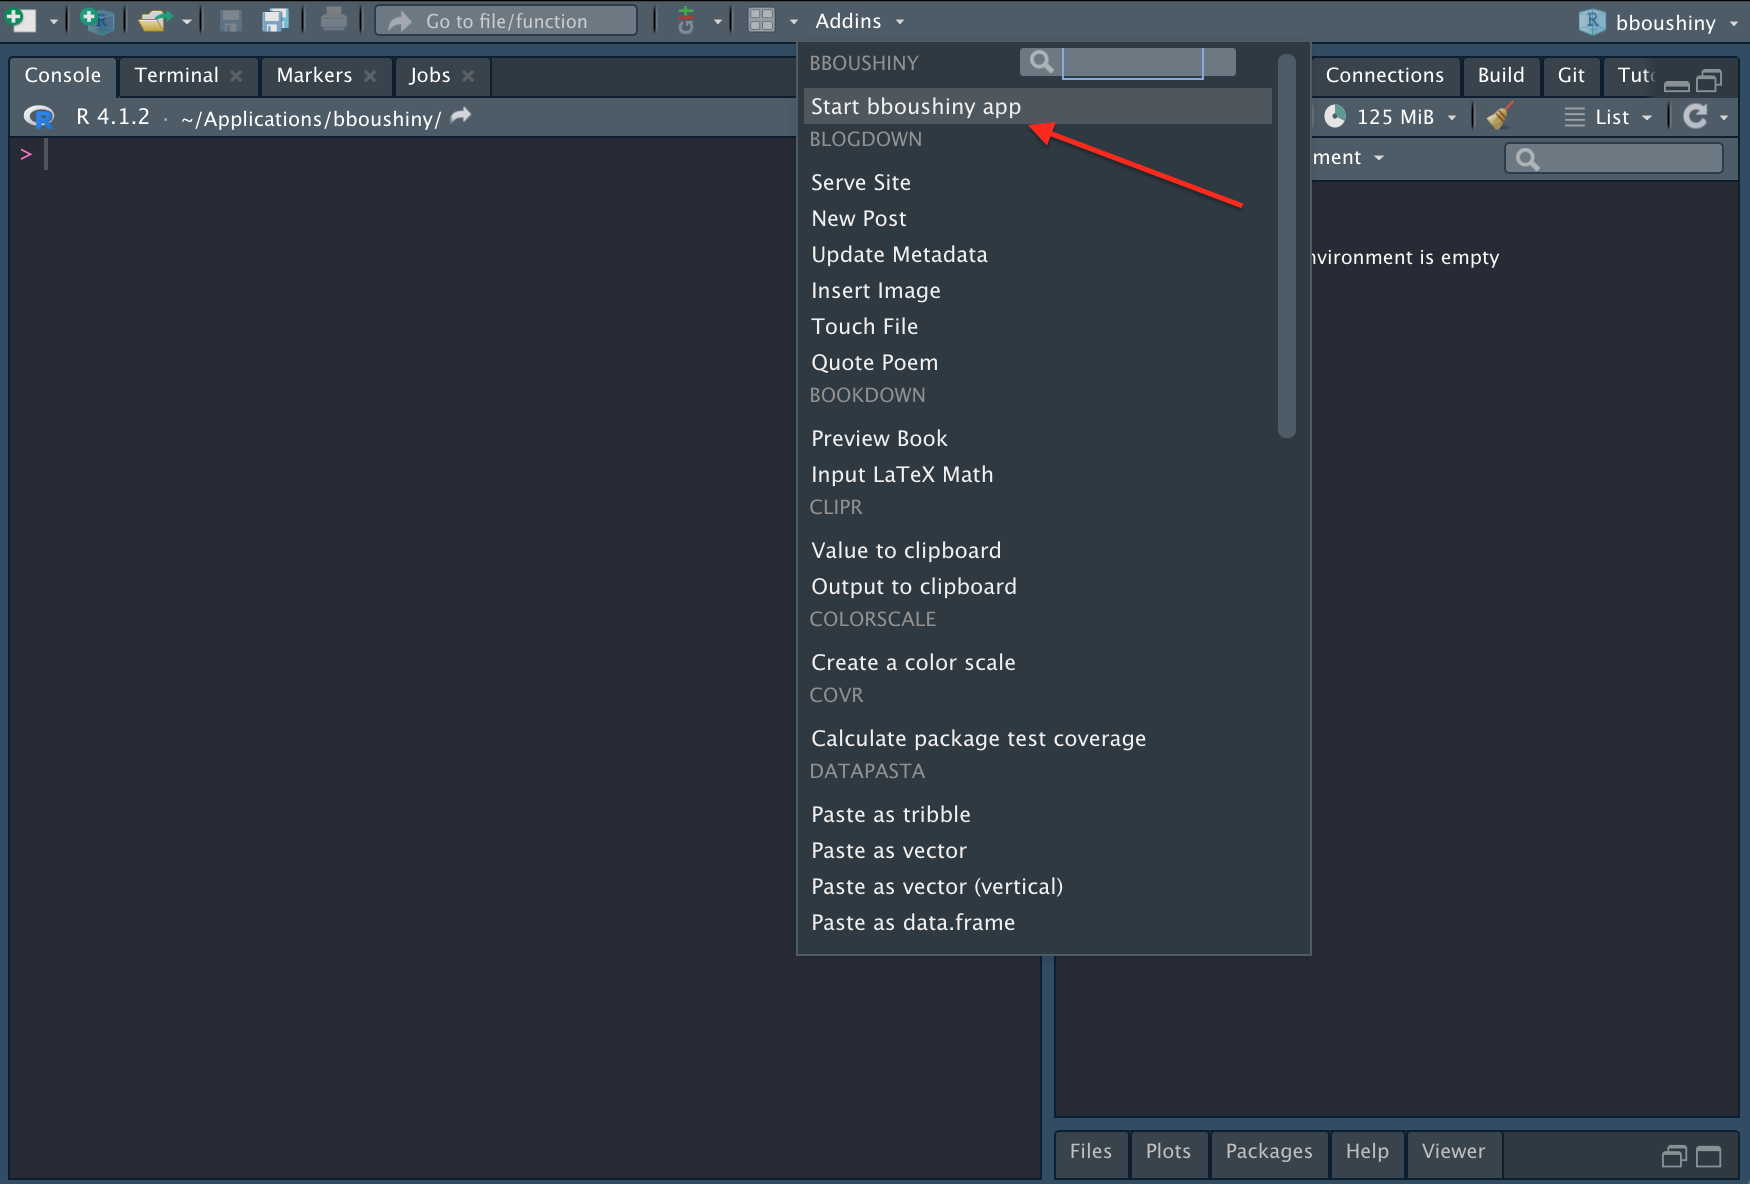 Go to file/function
Addins
bboushiny
Console
Terminal
Markers
Jobs
R 4.1.2 · ~/Applications/bboushiny/
>
BBOUSHINY
Start bboushiny app
BLOGDOWN
Serve Site
New Post
Update Metadata
Insert Image
Touch File
Quote Poem
BOOKDOWN
Preview Book
Input LaTeX Math
CLIPR
Value to clipboard
Output to clipboard
COLORSCALE
Create a color scale
COVR
Calculate package test coverage
DATAPASTA
Paste as tribble
Paste as vector
Paste as vector (vertical)
Paste as data.frame
Connections
Build
Git
Tut
125 MiB
List
ment
vironment is empty
Files
Plots
Packages
Help
Viewer